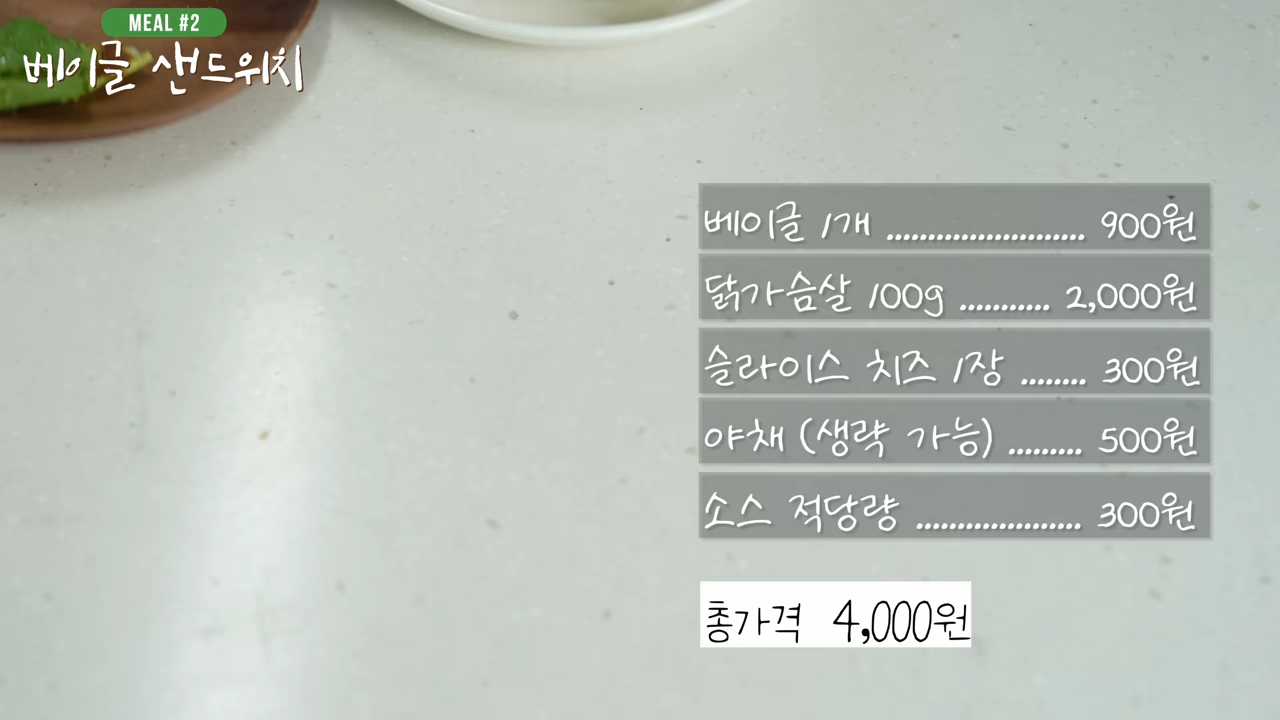 MEAL #2
베이글 샌드위치
베이글 1개 ........................ 900원
닭가슴살 100g ........... 2,000원
슬라이스 치즈 1장 ........ 300원
야채 (생략 가능) ......... 500원
소스 적당량 .................... 300원
총가격 4,000원